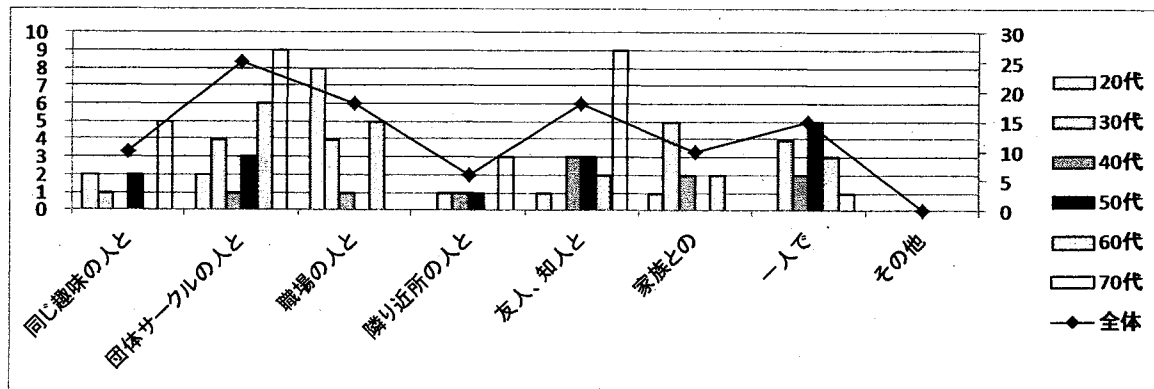 10
9
8
7
6
5
4
3
2
1
0
30
25
20
15
10
5
0
同じ趣味の人と
団体サークルの人と
職場の人と
隣り近所の人と
友人、知人と
家族との
一人で
その他
20代
30代
40代
50代
60代
70代
全体